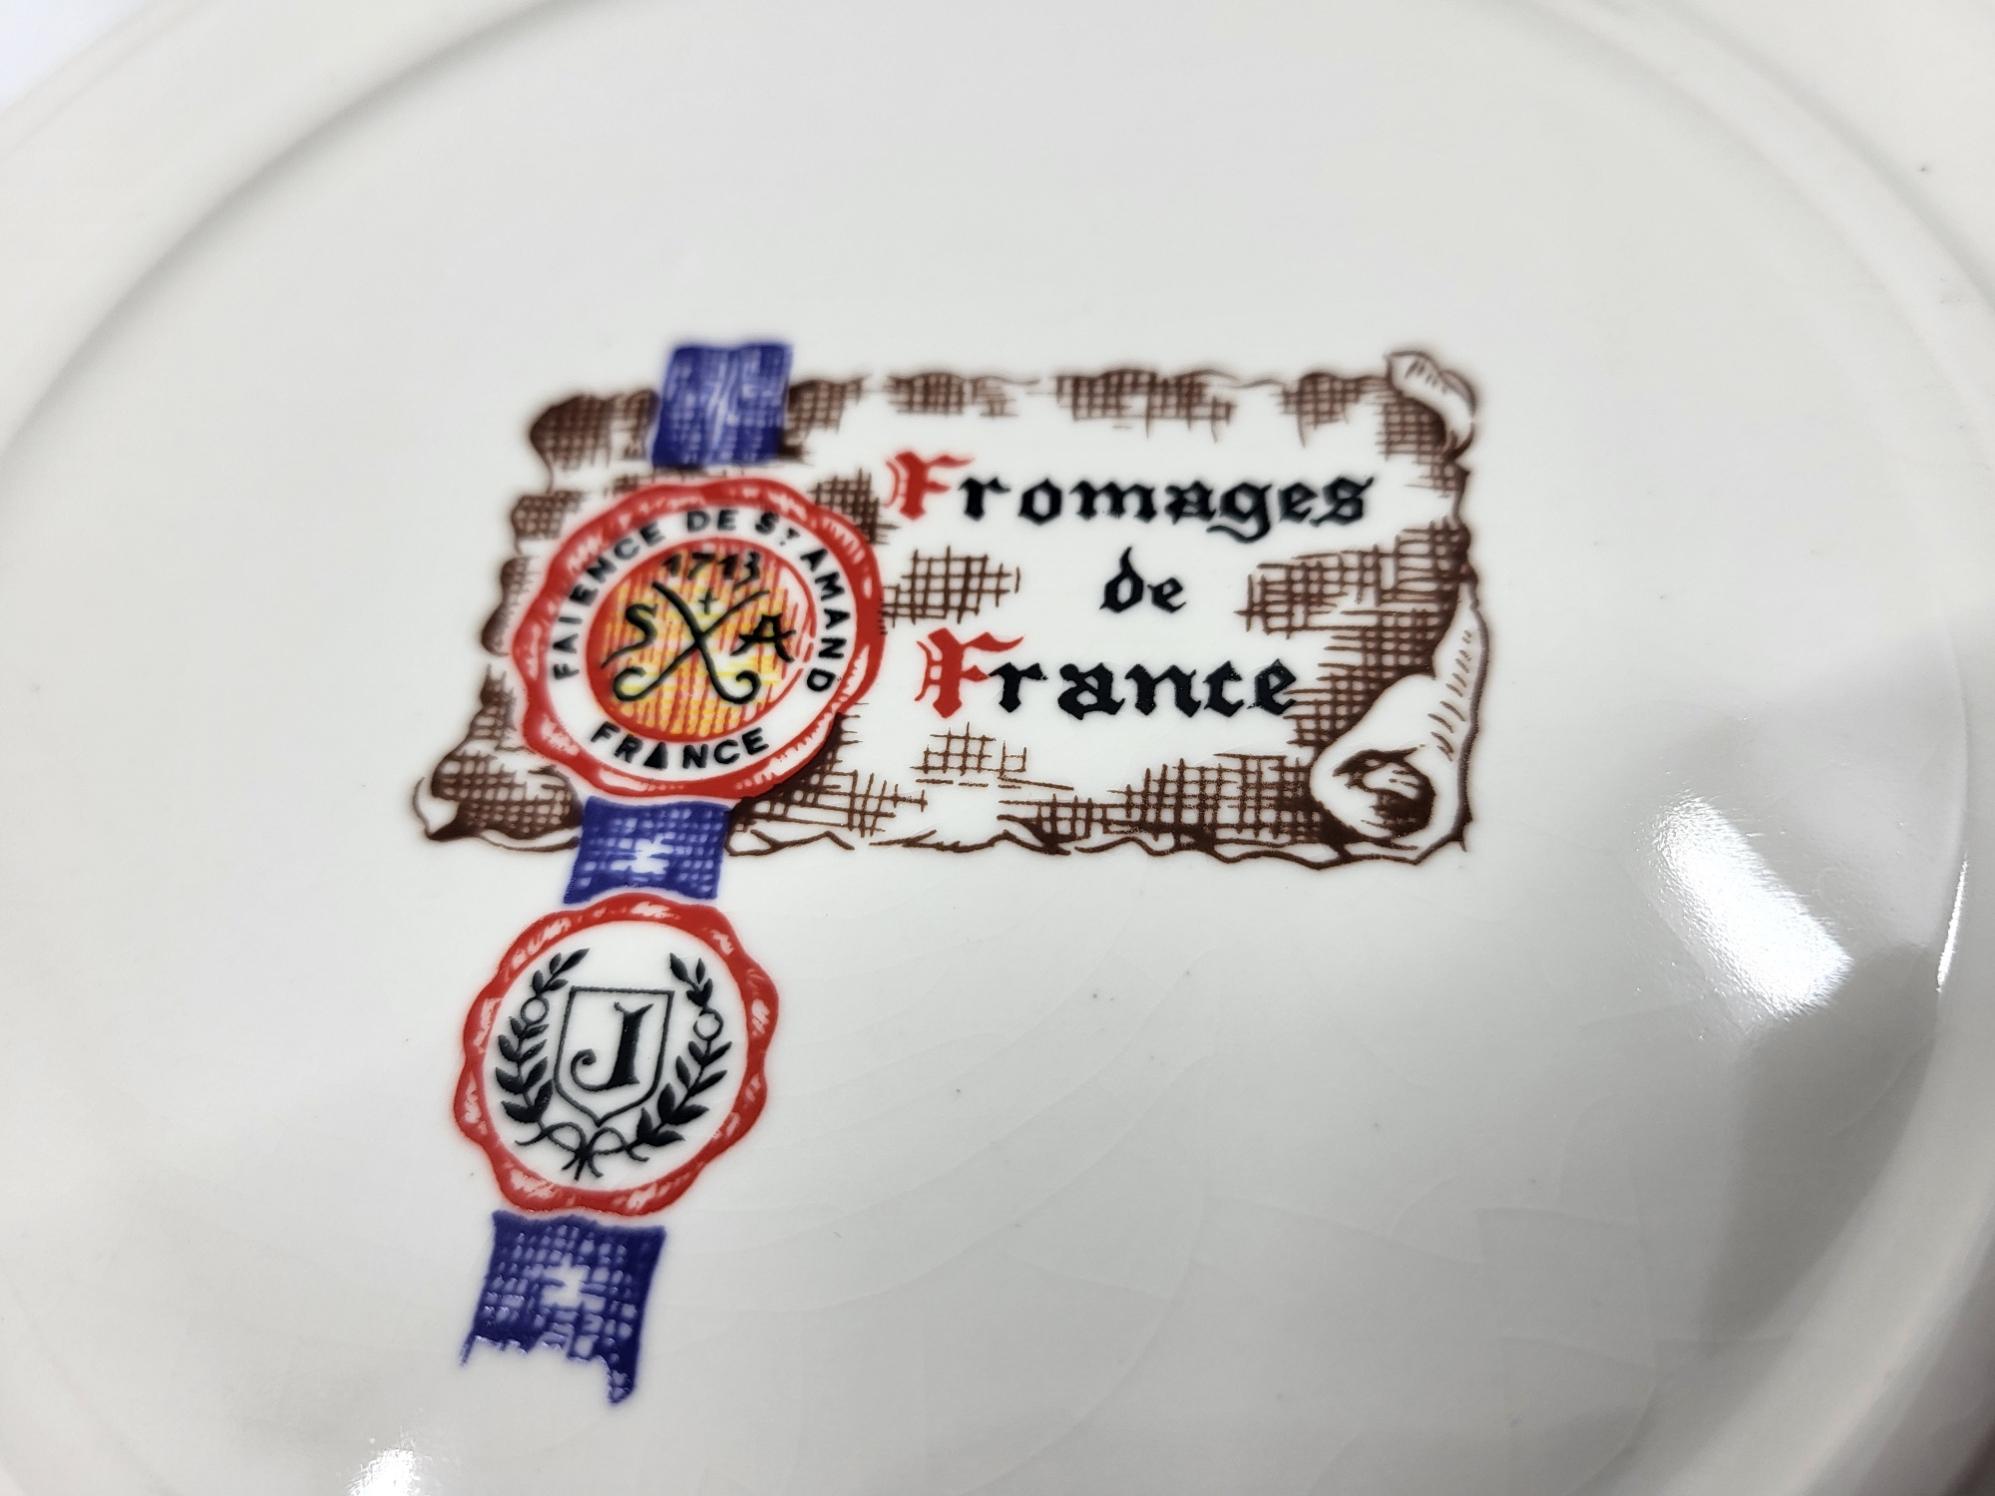 Fromages
de
France
FAIENCE DE ST AMAND
1713
S A
FRANCE
J